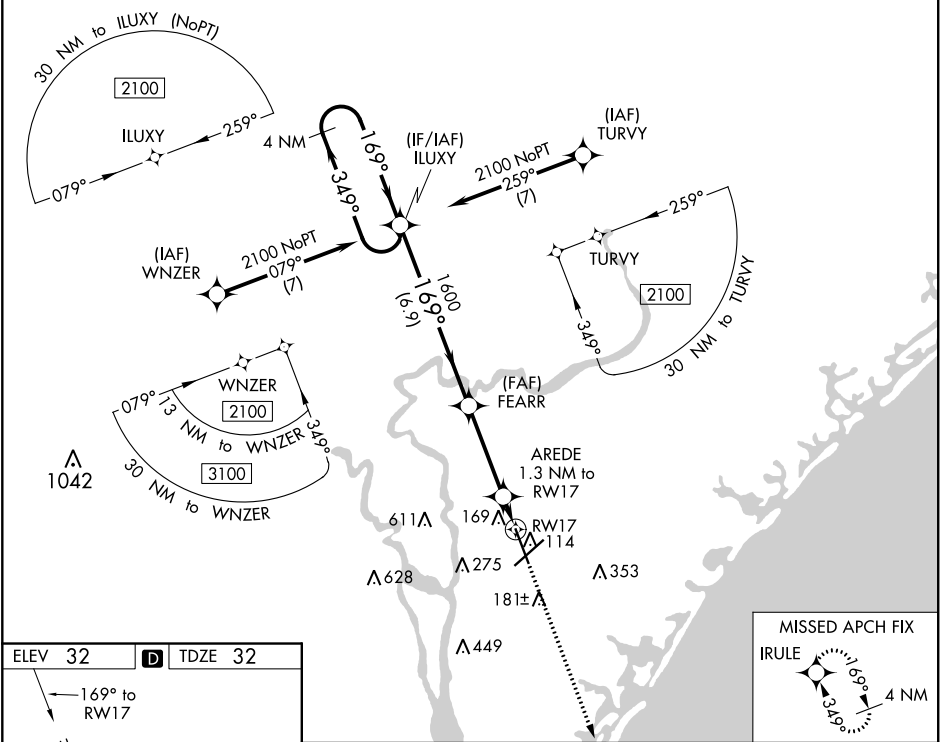 30 NM to ILUXY (NoPT)
2100
ILUXY
259°
079°
4 NM
169°
349°
(IF/IAF)
ILUXY
(IAF)
TURVY
2100 NoPT
259°
(7)
(IAF)
WNZER
2100 NoPT
079°
(7)
259°
TURVY
2100
349°
30 NM to TURVY
1600
169°
(6.9)
WNZER
079°
2100
13 NM to WNZER
349°
3100
30 NM to WNZER
1042
(FAF)
FEARR
AREDE
1.3 NM to
RW17
611
169
RW17
114
628
275
353
181±
449
MISSED APCH FIX
IRULE
169°
349°
4 NM
ELEV 32 D TDZE 32
169° to
RW17